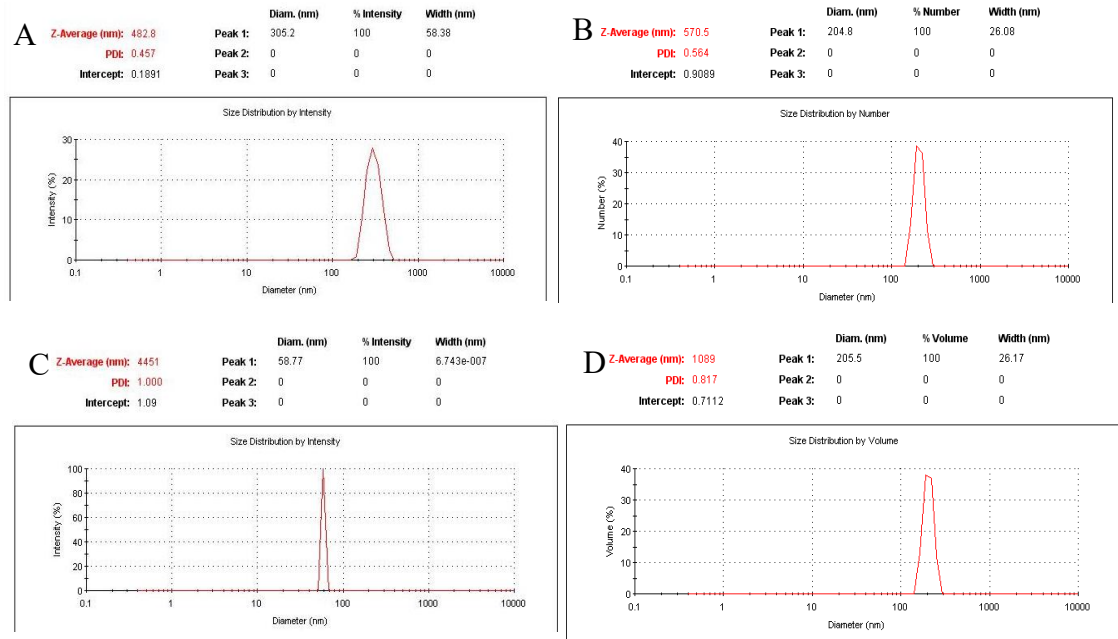 A
Diam. (nm) % Intensity Width (nm)
Z-Average (nm): 482.8 Peak 1: 305.2 100 58.38
PDI: 0.457 Peak 2: 0 0 0
Intercept: 0.1891 Peak 3: 0 0 0
Size Distribution by Intensity
Intensity (%)
30
20
10
0
0.1 1 10 100 1000 10000
Diameter (nm)
B
Diam. (nm) % Number Width (nm)
Z-Average (nm): 570.5 Peak 1: 204.8 100 26.08
PDI: 0.564 Peak 2: 0 0 0
Intercept: 0.9089 Peak 3: 0 0 0
Size Distribution by Number
Number (%)
40
30
20
10
0
0.1 1 10 100 1000 10000
Diameter (nm)
C
Diam. (nm) % Intensity Width (nm)
Z-Average (nm): 4451 Peak 1: 58.77 100 6.743e-007
PDI: 1.000 Peak 2: 0 0 0
Intercept: 1.09 Peak 3: 0 0 0
Size Distribution by Intensity
Intensity (%)
100
80
60
40
20
0
0.1 1 10 100 1000 10000
Diameter (nm)
D
Diam. (nm) % Volume Width (nm)
Z-Average (nm): 1089 Peak 1: 205.5 100 26.17
PDI: 0.817 Peak 2: 0 0 0
Intercept: 0.7112 Peak 3: 0 0 0
Size Distribution by Volume
Volume (%)
40
30
20
10
0
0.1 1 10 100 1000 10000
Diameter (nm)